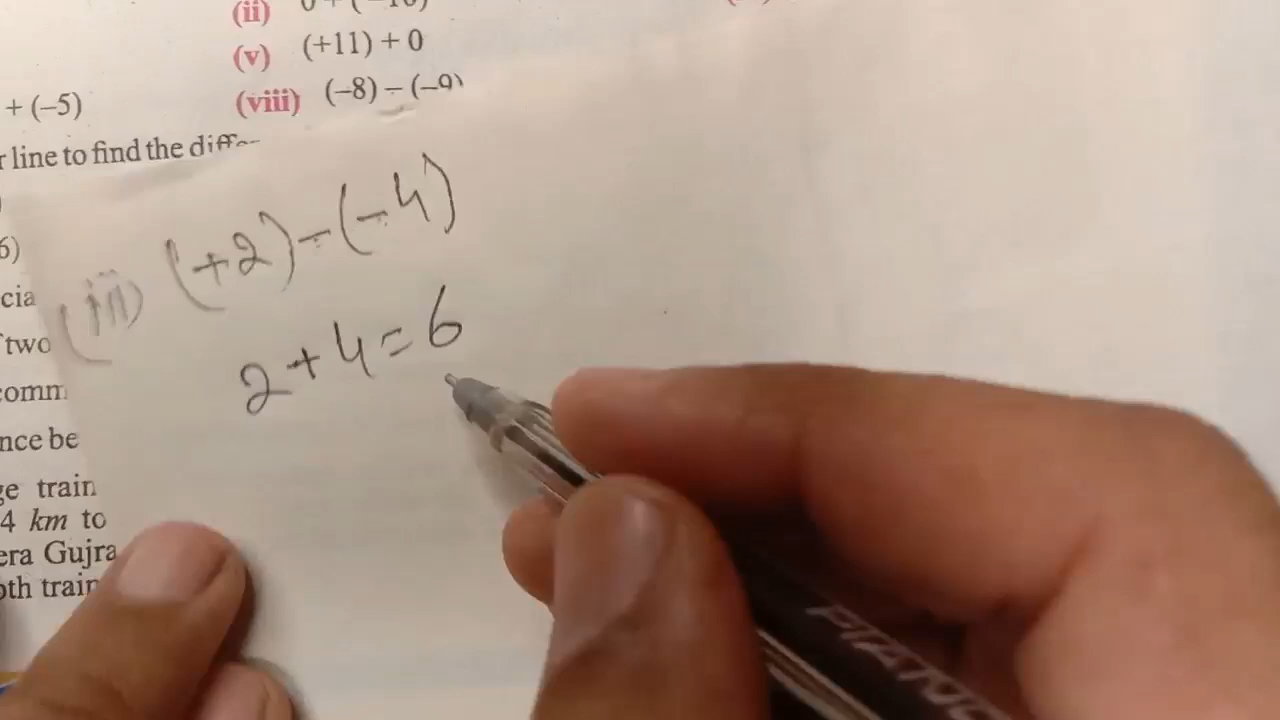 (ii)
(v) (+11) + 0
+ (–5) (viii) (–8) – (–9)
line to find the
6)
(iii) (+2)-(-4)
cia
2+4=6
two
comm
nce be
ge train
4 km to
era Gujra
oth train
PIANO